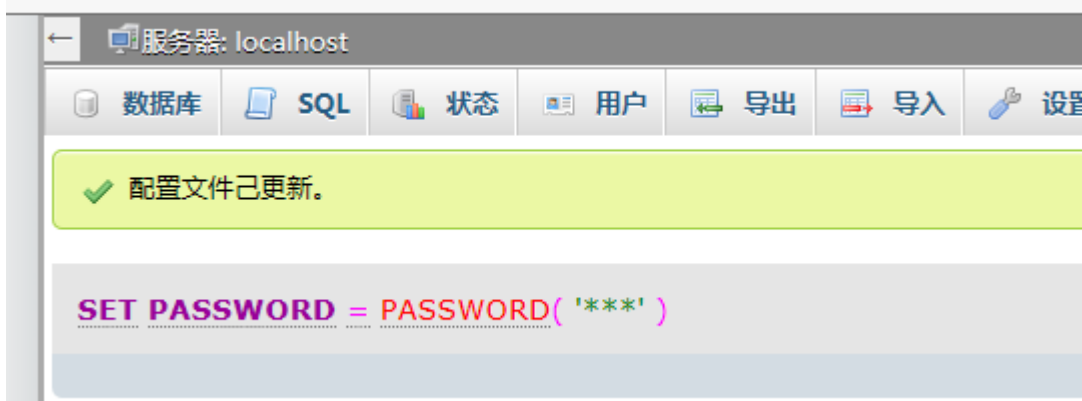 ← 服务器: localhost
数据库 SQL 状态 用户 导出 导入 设置
配置文件己更新。
SET PASSWORD = PASSWORD( '***' )